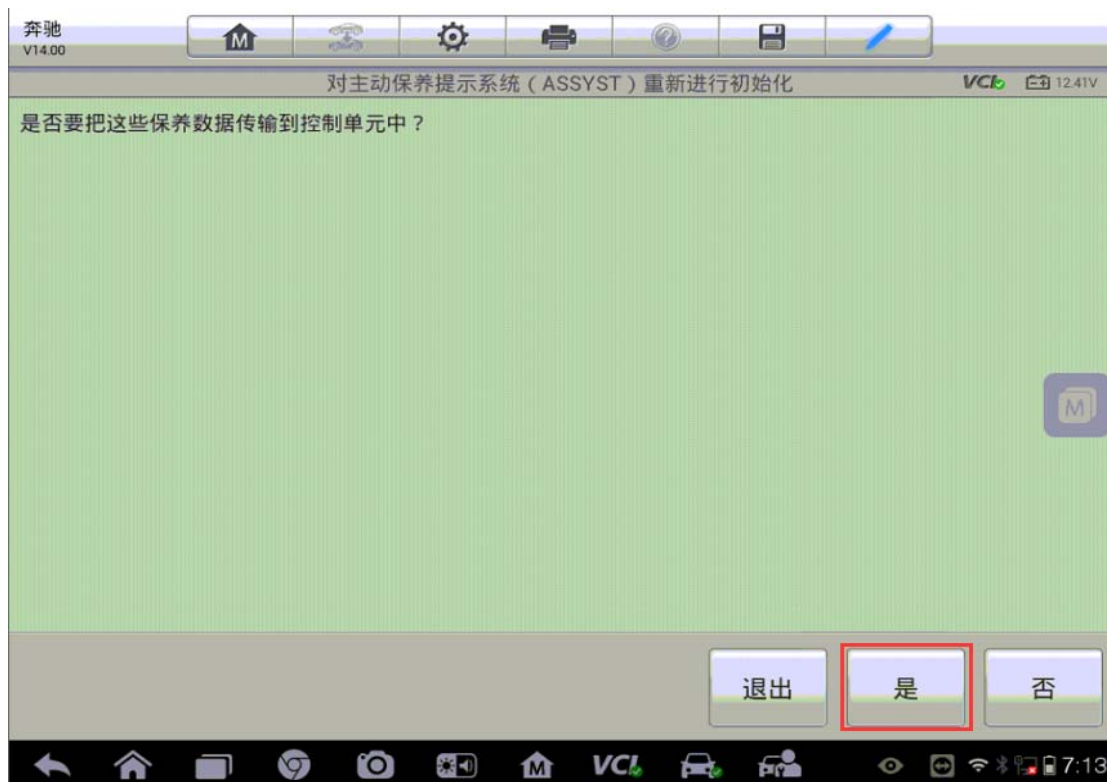 奔驰
V14.00
M
对主动保养提示系统（ASSYST）重新进行初始化
VCI
12.41V
是否要把这些保养数据传输到控制单元中？
M
退出
是
否
M
VCI
7:13